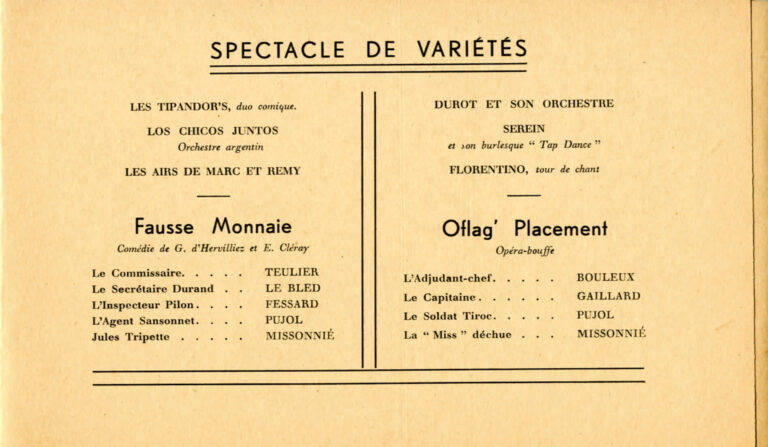 SPECTACLE DE VARIÉTÉS
LES TIPANDOR'S, duo comique.
LOS CHICOS JUNTOS
Orchestre argentin
LES AIRS DE MARC ET REMY
Fausse Monnaie
Comédie de G. d'Hervilliez et E. Cléray
Le Commissaire. . . . . TEULIER
Le Secrétaire Durand . . LE BLED
L'Inspecteur Pilon. . . . FESSARD
L'Agent Sansonnet. . . . PUJOL
Jules Tripette . . . . . MISSONNIÉ
DUROT ET SON ORCHESTRE
SEREIN
et son burlesque " Tap Dance "
FLORENTINO, tour de chant
Oflag' Placement
Opéra-bouffe
L'Adjudant-chef. . . . . BOULEUX
Le Capitaine. . . . . . GAILLARD
Le Soldat Tiroc. . . . . PUJOL
La " Miss " déchue . . . MISSONNIÉ